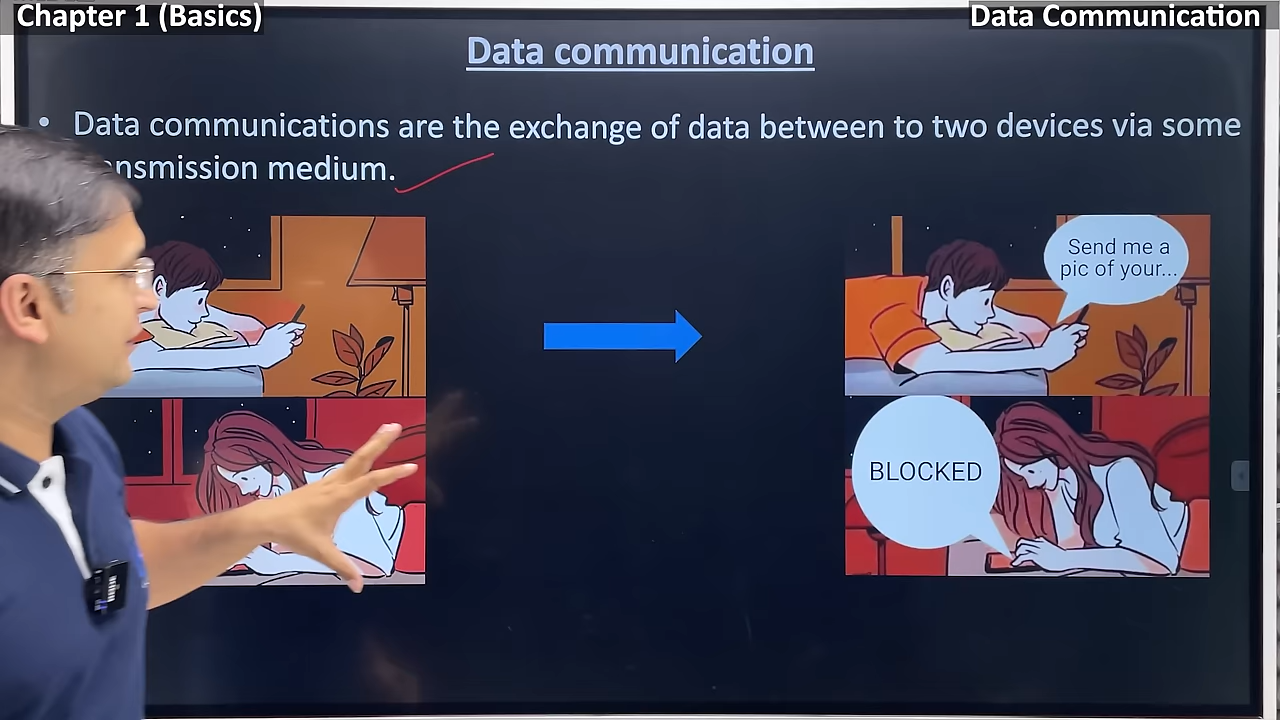 Chapter 1 (Basics)
Data Communication
Data communication
• Data communications are the exchange of data between to two devices via some
nsmission medium.
Send me a
pic of your...
BLOCKED